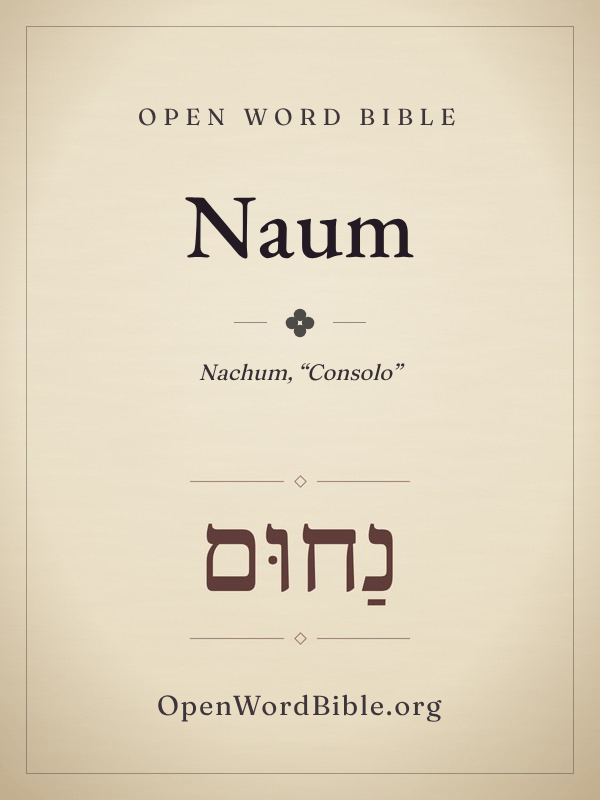 OPEN WORD BIBLE
Naum
Nachum, “Consolo”
נַחוּם
OpenWordBible.org